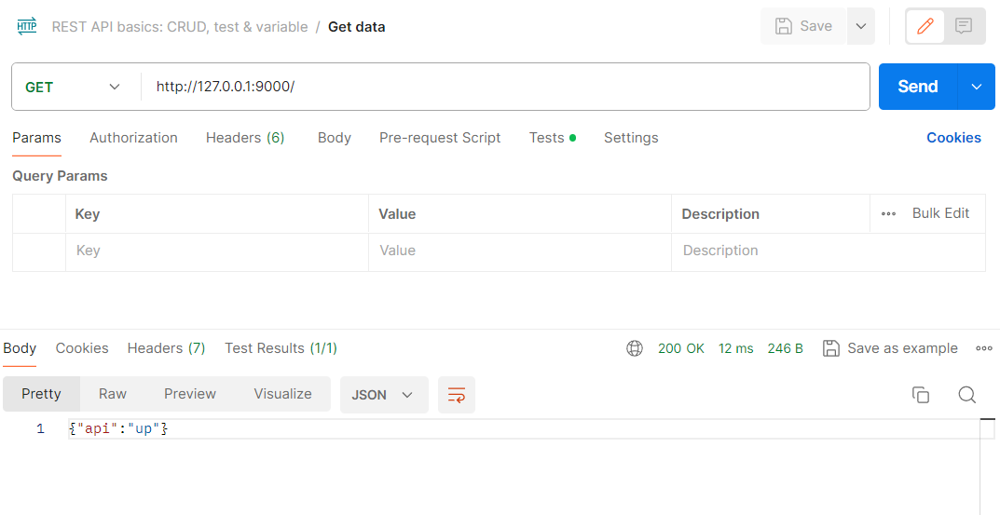 HTTP REST API basics: CRUD, test & variable / Get data Save
GET http://127.0.0.1:9000/ Send
Params Authorization Headers (6) Body Pre-request Script Tests Settings Cookies
Query Params
Key Value Description Bulk Edit
Key Value Description
Body Cookies Headers (7) Test Results (1/1) 200 OK 12 ms 246 B Save as example
Pretty Raw Preview Visualize JSON
1 {"api":"up"}